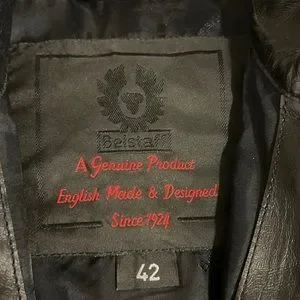 Belstaff
A Genuine Product
English Made & Designed
Since 1924
42